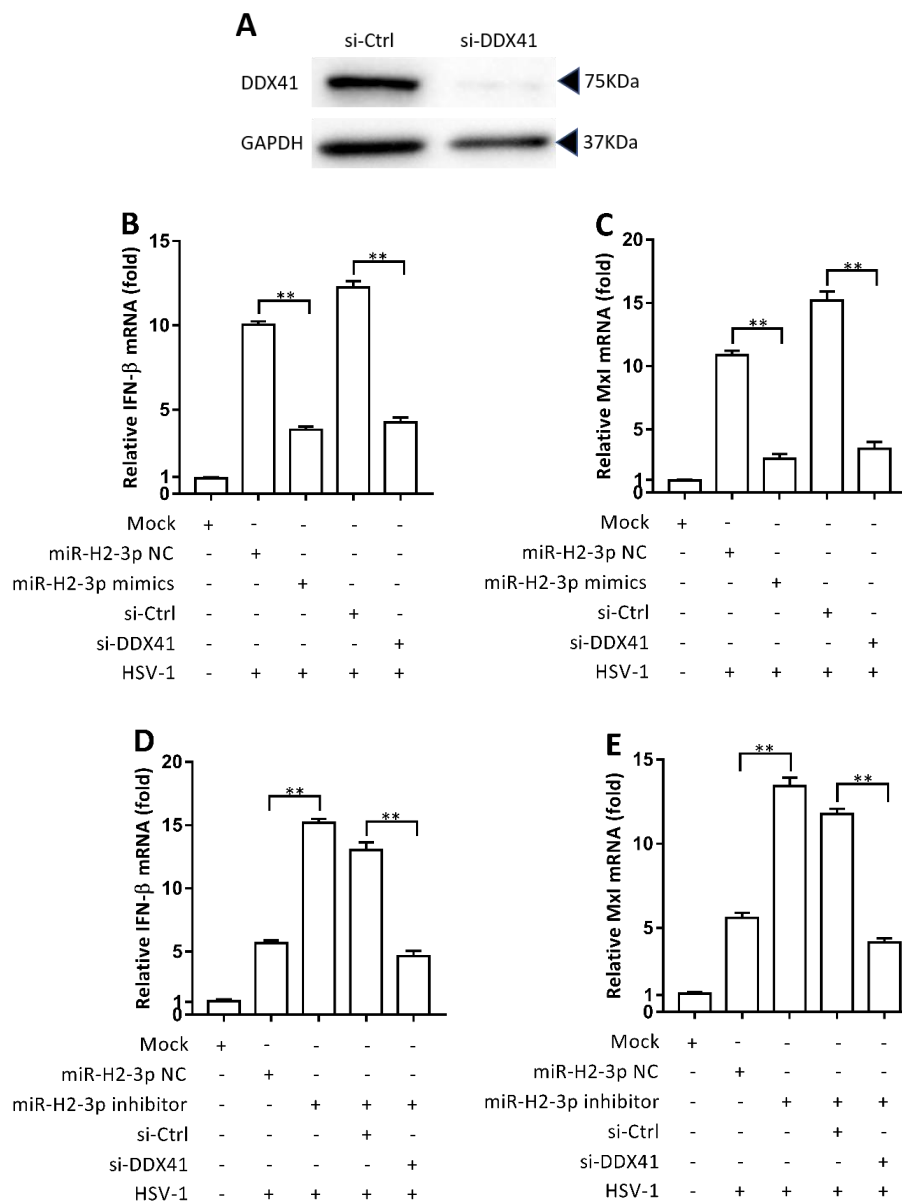 A
si-Ctrl si-DDX41
DDX41 75KDa
GAPDH 37KDa
B
Relative IFN-β mRNA (fold)
15
10
5
1
0
** **
Mock + - - - -
miR-H2-3p NC - + - - -
miR-H2-3p mimics - - + - -
si-Ctrl - - - + -
si-DDX41 - - - - +
HSV-1 - + + + +
C
Relative MxI mRNA (fold)
20
15
10
5
1
0
** **
Mock + - - - -
miR-H2-3p NC - + - - -
miR-H2-3p mimics - - + - -
si-Ctrl - - - + -
si-DDX41 - - - - +
HSV-1 - + + + +
D
Relative IFN-β mRNA (fold)
20
15
10
5
1
0
** **
Mock + - - - -
miR-H2-3p NC - + - - -
miR-H2-3p inhibitor - - + + +
si-Ctrl - - - + -
si-DDX41 - - - - +
HSV-1 - + + + +
E
Relative MxI mRNA (fold)
15
10
5
1
0
** **
Mock + - - - -
miR-H2-3p NC - + - - -
miR-H2-3p inhibitor - - + + +
si-Ctrl - - - + -
si-DDX41 - - - - +
HSV-1 - + + + +